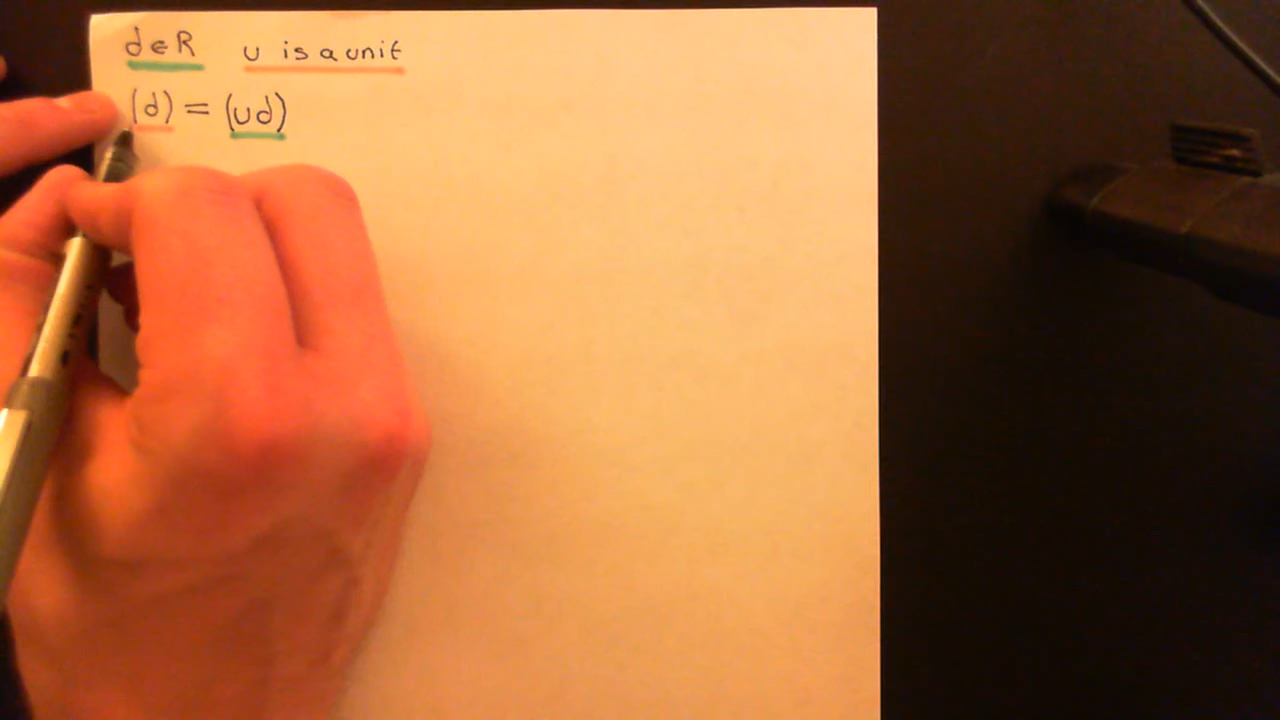 d ∈ R u is a unit
(d) = (ud)